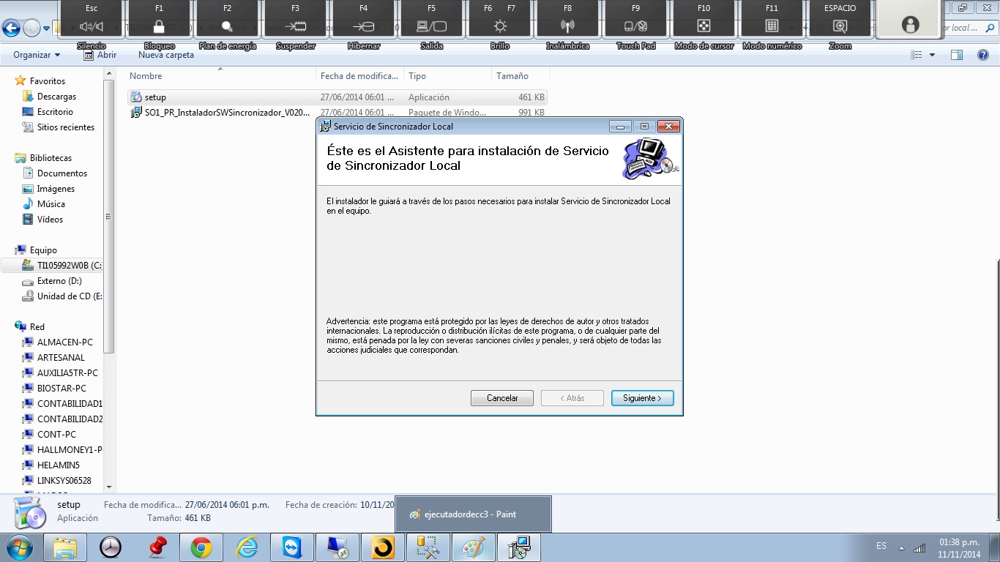 Esc F1 F2 F3 F4 F5 F6 F7 F8 F9 F10 F11 ESPACIO
Silencio Bloqueo Plan de energía Suspender Hibernar Salida Brillo Inalámbrica Touch Pad Modo de cursor Modo numérico Zoom
or local ...
Organizar Abrir Nueva carpeta
Nombre Fecha de modifica... Tipo Tamaño
Favoritos
Descargas
Escritorio
Sitios recientes
Bibliotecas
Documentos
Imágenes
Música
Vídeos
Equipo
TI105992W0B (C:
Externo (D:)
Unidad de CD (E:
Red
ALMACEN-PC
ARTESANAL
AUXILIA5TR-PC
BIOSTAR-PC
CONTABILIDAD1
CONTABILIDAD2
CONT-PC
HALLMONEY1-P
HELAMIN5
LINKSYS06528
setup 27/06/2014 06:01 ... Aplicación 461 KB
SO1_PR_InstaladorSWSincronizador_V020... 27/06/2014 06:01 ... Paquete de Windo... 991 KB
Servicio de Sincronizador Local
Éste es el Asistente para instalación de Servicio
de Sincronizador Local
El instalador le guiará a través de los pasos necesarios para instalar Servicio de Sincronizador Local
en el equipo.
Advertencia: este programa está protegido por las leyes de derechos de autor y otros tratados
internacionales. La reproducción o distribución ilícitas de este programa, o de cualquier parte del
mismo, está penada por la ley con severas sanciones civiles y penales, y será objeto de todas las
acciones judiciales que correspondan.
Cancelar < Atrás Siguiente >
setup Fecha de modifica... 27/06/2014 06:01 p.m. Fecha de creación: 10/11/20
Aplicación Tamaño: 461 KB
ejecutadordecc3 - Paint
ES 01:38 p.m.
11/11/2014